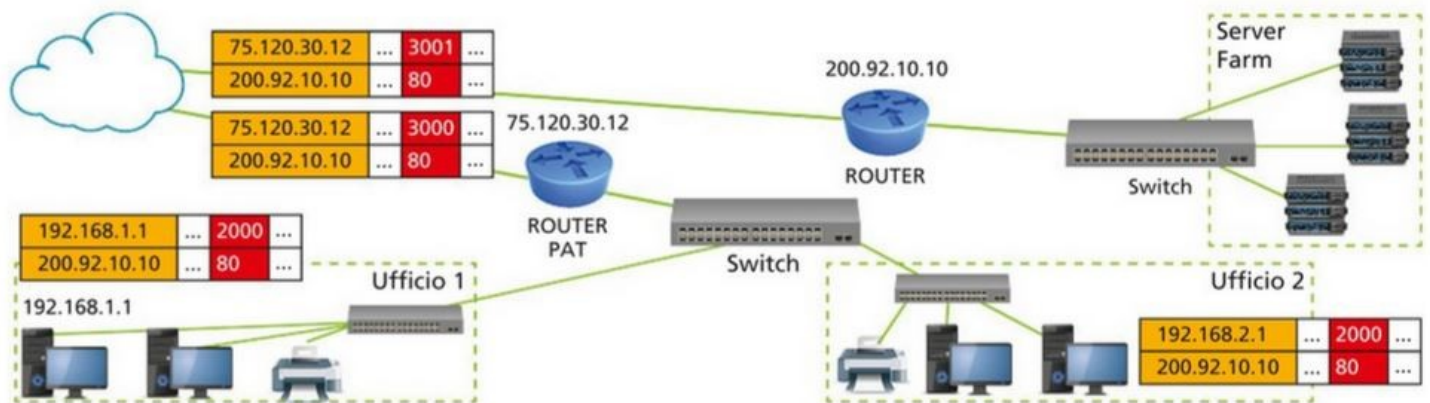 75.120.30.12 ... 3001 ...
200.92.10.10 ... 80 ...
75.120.30.12 ... 3000 ...
200.92.10.10 ... 80 ...
75.120.30.12
ROUTER
PAT
200.92.10.10
ROUTER
Server
Farm
Switch
Switch
192.168.1.1 ... 2000 ...
200.92.10.10 ... 80 ...
Ufficio 1
192.168.1.1
Ufficio 2
192.168.2.1 ... 2000 ...
200.92.10.10 ... 80 ...